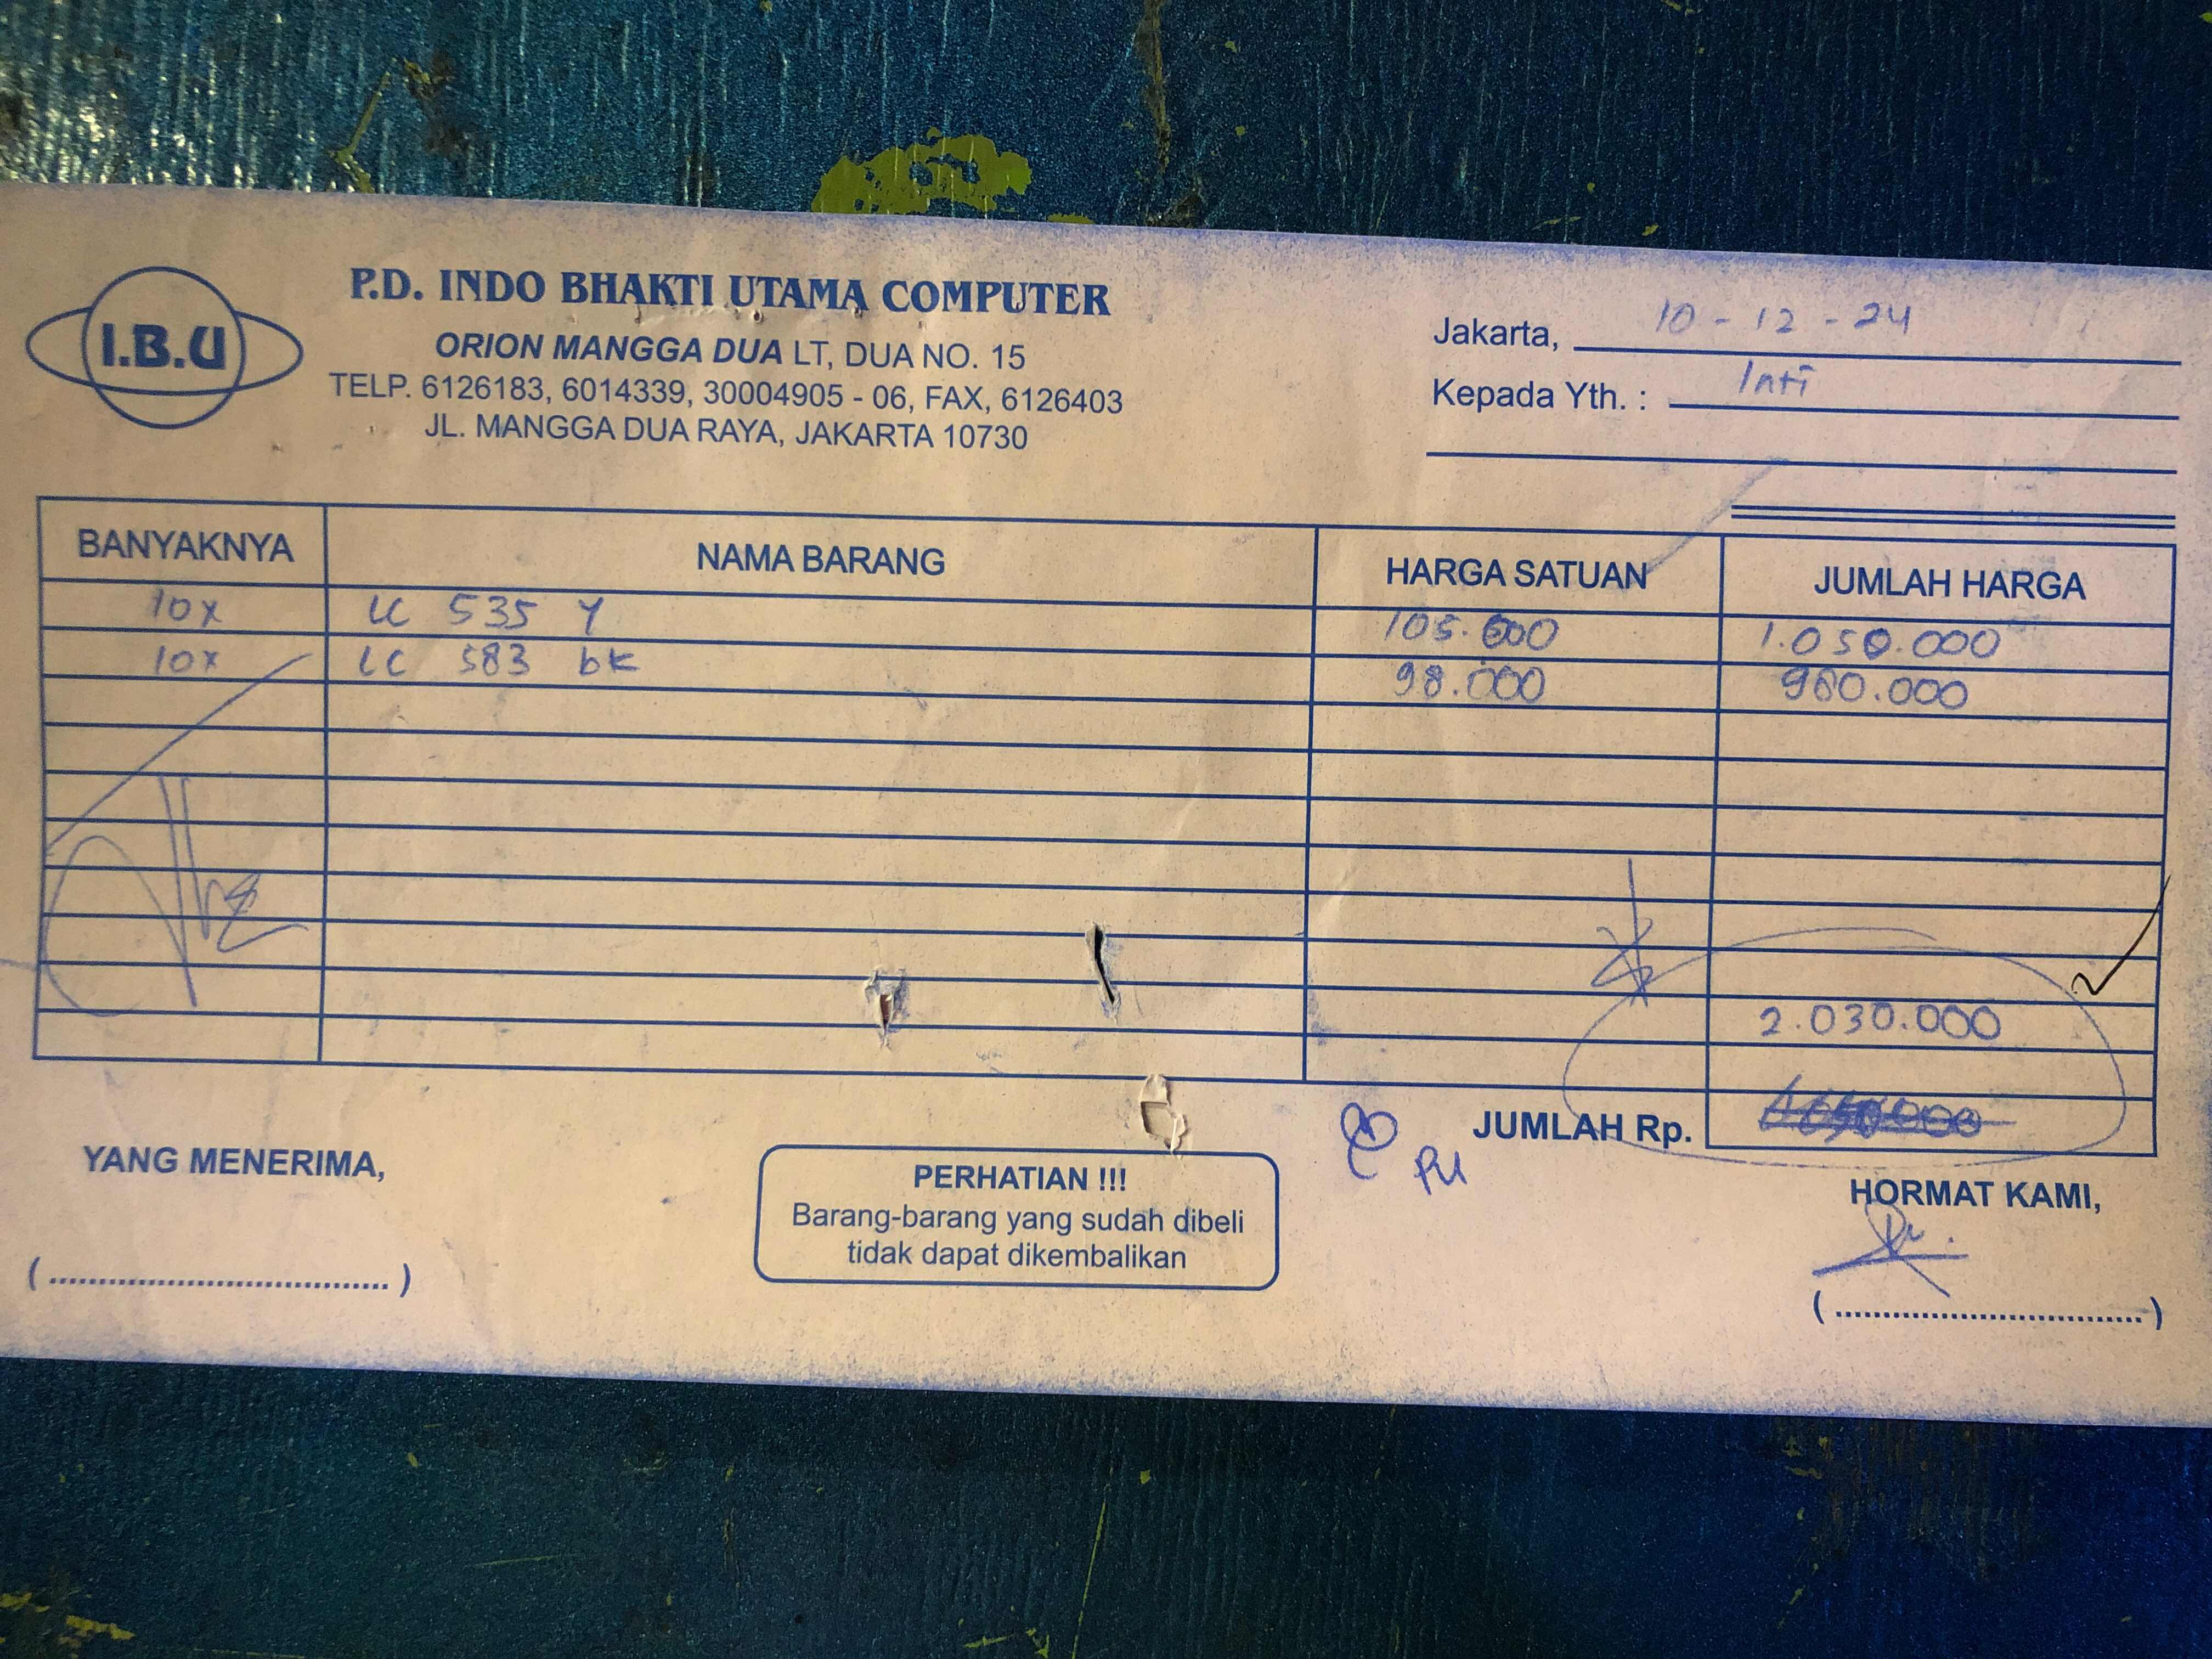 I.B.U
P.D. INDO BHAKTI UTAMA COMPUTER
ORION MANGGA DUA LT, DUA NO. 15
TELP. 6126183, 6014339, 30004905 - 06, FAX, 6126403
JL. MANGGA DUA RAYA, JAKARTA 10730
Jakarta, 10 - 12 - 24
Kepada Yth. : Inti
BANYAKNYA NAMA BARANG HARGA SATUAN JUMLAH HARGA
10x LC 535 Y 105.000 1.050.000
10x LC 583 bk 98.000 980.000
2.030.000
JUMLAH Rp.
YANG MENERIMA,
PERHATIAN !!!
Barang-barang yang sudah dibeli
tidak dapat dikembalikan
HORMAT KAMI,
(..................................)
(..................................)